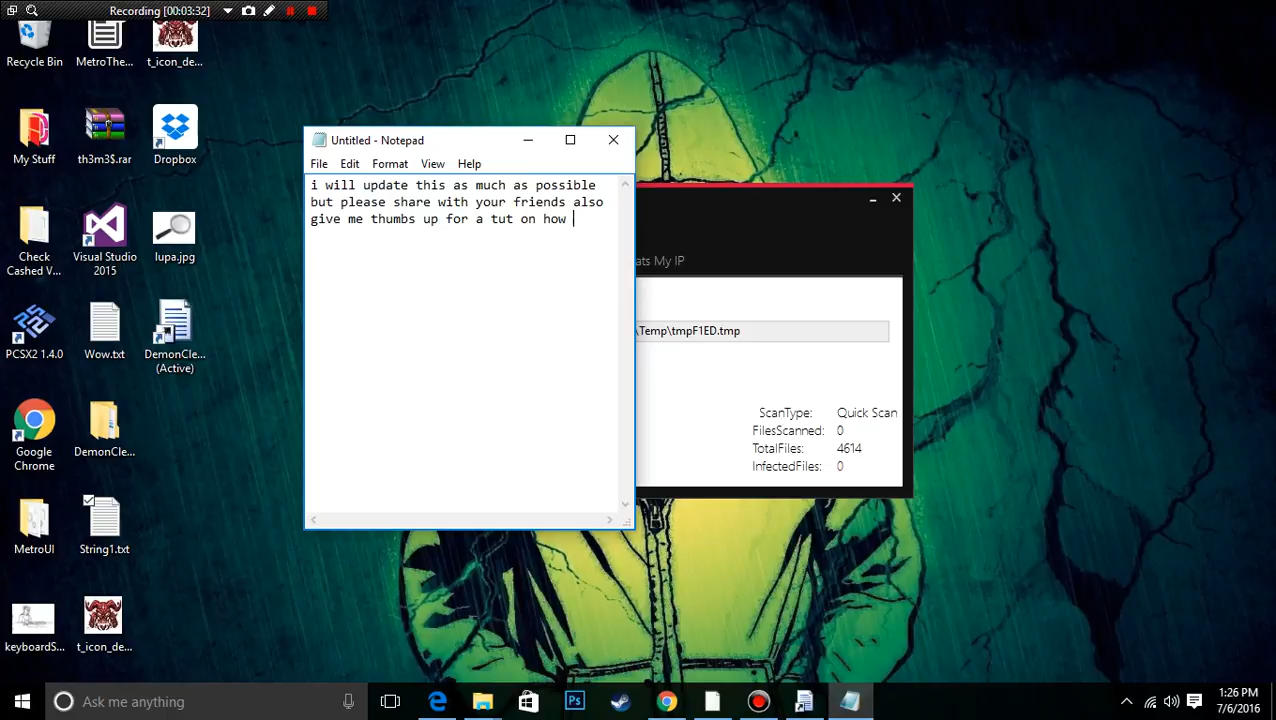 Recording [00:03:32]
Recycle Bin
MetroThe...
t_icon_de...
My Stuff
th3m3$.rar
Dropbox
Check Cashed V...
Visual Studio 2015
lupa.jpg
PCSX2 1.4.0
Wow.txt
DemonCle... (Active)
Google Chrome
DemonCle...
MetroUI
String1.txt
keyboardS...
t_icon_de...
Untitled - Notepad
File Edit Format View Help
i will update this as much as possible
but please share with your friends also
give me thumbs up for a tut on how
ats My IP
\Temp\tmpF1ED.tmp
ScanType: Quick Scan
FilesScanned: 0
TotalFiles: 4614
InfectedFiles: 0
Ask me anything
Ps
1:26 PM
7/6/2016